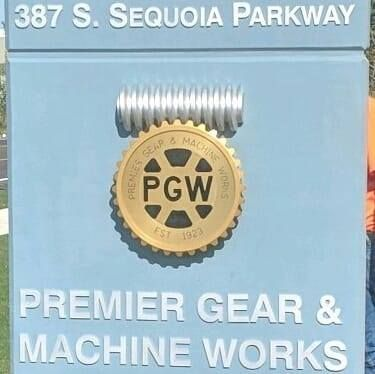 387 S. SEQUOIA PARKWAY
PREMIER GEAR & MACHINE WORKS
PGW
EST 1923
PREMIER GEAR &
MACHINE WORKS